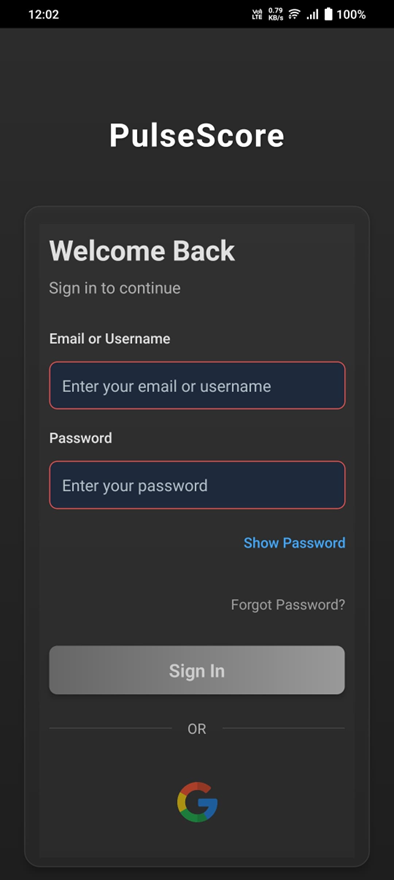 12:02
Vo) LTE 0.79 KB/s 100%
PulseScore
Welcome Back
Sign in to continue
Email or Username
Enter your email or username
Password
Enter your password
Show Password
Forgot Password?
Sign In
OR